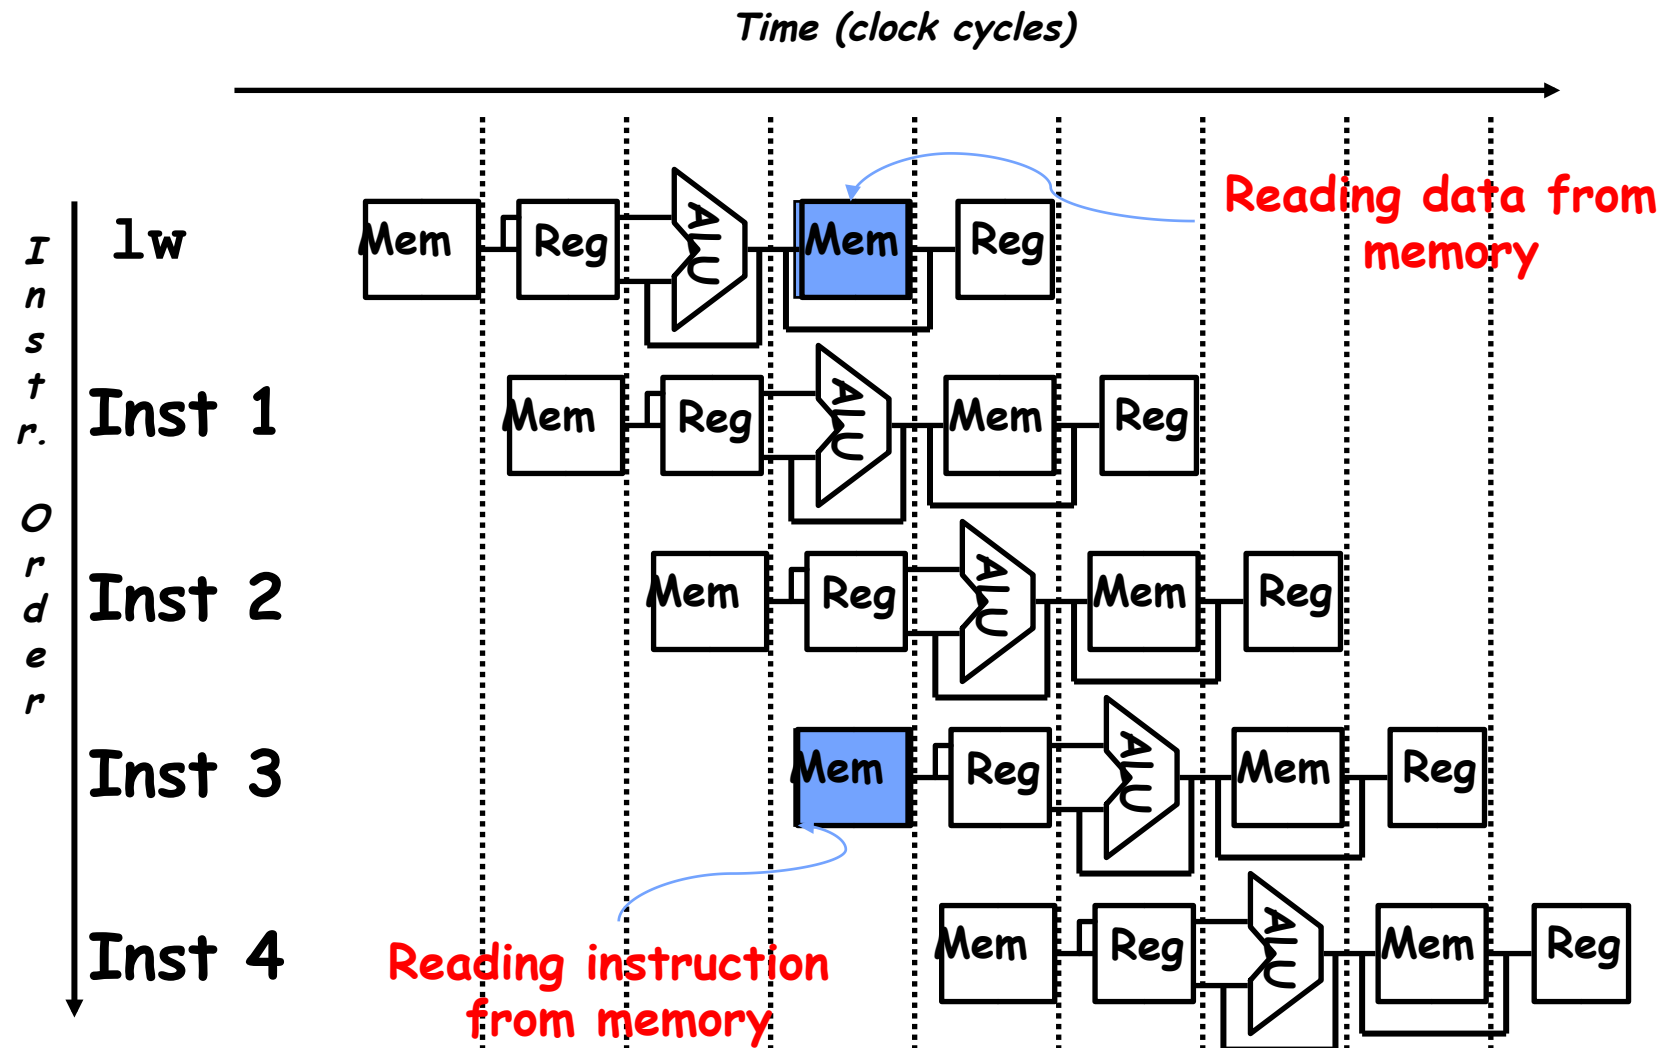 Time (clock cycles)
Instr. Order
lw
Mem Reg ALU Mem Reg
Reading data from
memory
Inst 1
Mem Reg ALU Mem Reg
Inst 2
Mem Reg ALU Mem Reg
Inst 3
Mem Reg ALU Mem Reg
Inst 4
Mem Reg ALU Mem Reg
Reading instruction
from memory